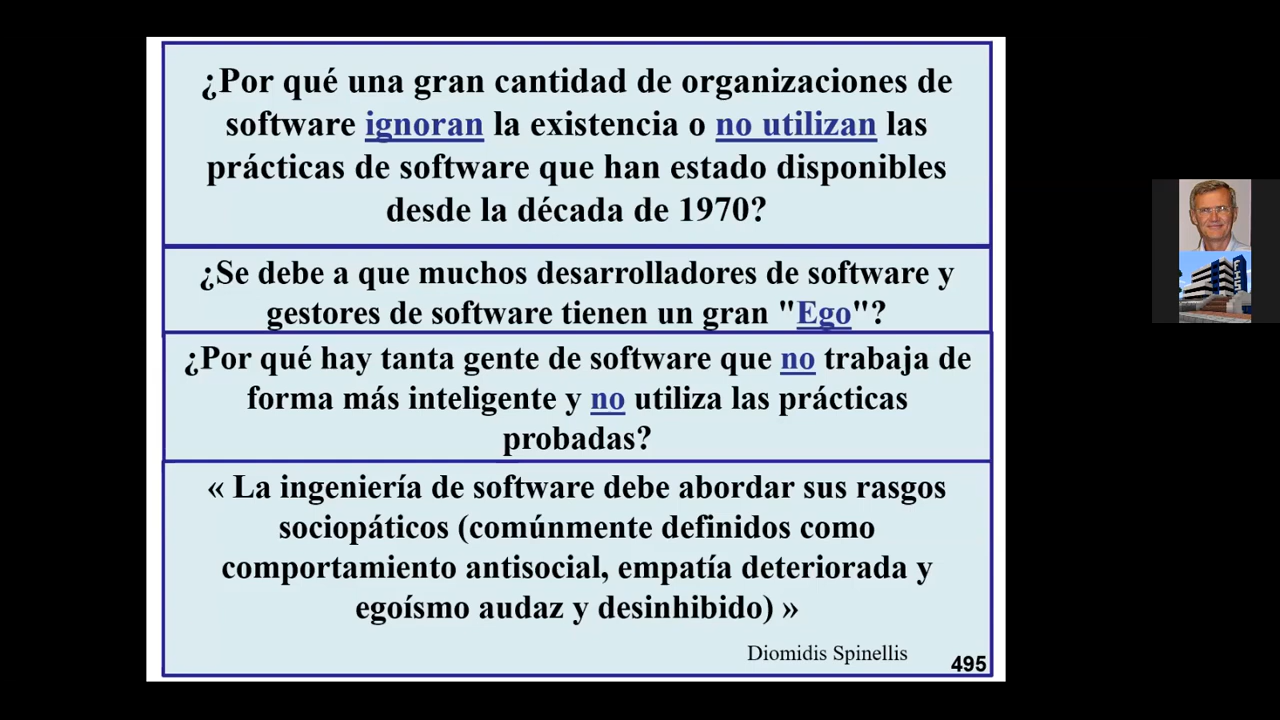 ¿Por qué una gran cantidad de organizaciones de
software ignoran la existencia o no utilizan las
prácticas de software que han estado disponibles
desde la década de 1970?
¿Se debe a que muchos desarrolladores de software y
gestores de software tienen un gran "Ego"?
¿Por qué hay tanta gente de software que no trabaja de
forma más inteligente y no utiliza las prácticas
probadas?
« La ingeniería de software debe abordar sus rasgos
sociopáticos (comúnmente definidos como
comportamiento antisocial, empatía deteriorada y
egoísmo audaz y desinhibido) »
Diomidis Spinellis
495